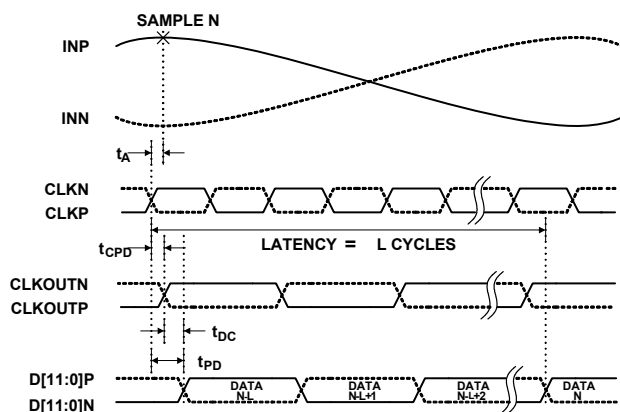 SAMPLE N
INP
INN
tA
CLKN
CLKP
tCPD
LATENCY = L CYCLES
CLKOUTN
CLKOUTP
tDC
tPD
D[11:0]P
D[11:0]N
DATA
N-L
DATA
N-L+1
DATA
N-L+2
DATA
N